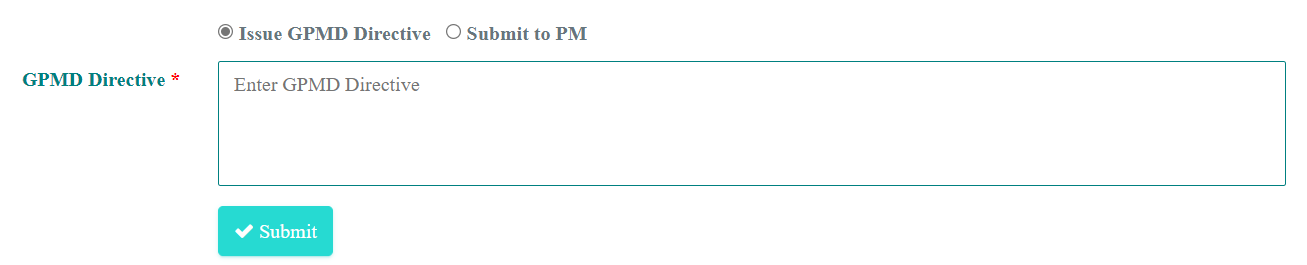 Issue GPMD Directive Submit to PM
GPMD Directive *
Enter GPMD Directive
Submit